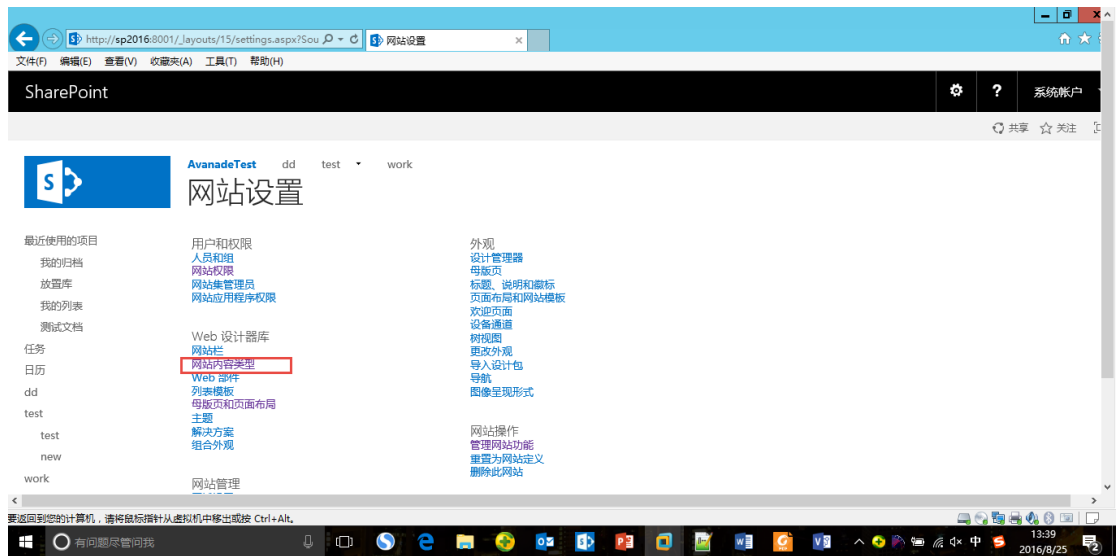 http://sp2016:8001/_layouts/15/settings.aspx?Sou
网站设置
文件(F) 编辑(E) 查看(V) 收藏夹(A) 工具(T) 帮助(H)
SharePoint
系统帐户
共享 关注
AvanadeTest dd test work
网站设置
最近使用的项目
我的归档
放置库
我的列表
测试文档
任务
日历
dd
test
test
new
work
用户和权限
人员和组
网站权限
网站集管理员
网站应用程序权限
Web 设计器库
网站栏
网站内容类型
Web 部件
列表模板
母版页和页面布局
主题
解决方案
组合外观
网站管理
外观
设计管理器
母版页
标题、说明和徽标
页面布局和网站模板
欢迎页面
设备通道
树视图
更改外观
导入设计包
导航
图像呈现形式
网站操作
管理网站功能
重置为网站定义
删除此网站
要返回到您的计算机，请将鼠标指针从虚拟机中移出或按 Ctrl+Alt。
有问题尽管问我
中
13:39
2016/8/25